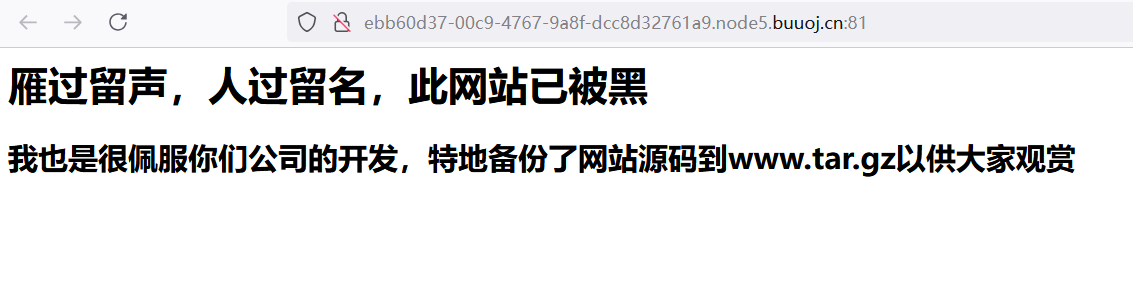 ebb60d37-00c9-4767-9a8f-dcc8d32761a9.node5.buuoj.cn:81
雁过留声，人过留名，此网站已被黑
我也是很佩服你们公司的开发，特地备份了网站源码到www.tar.gz以供大家观赏